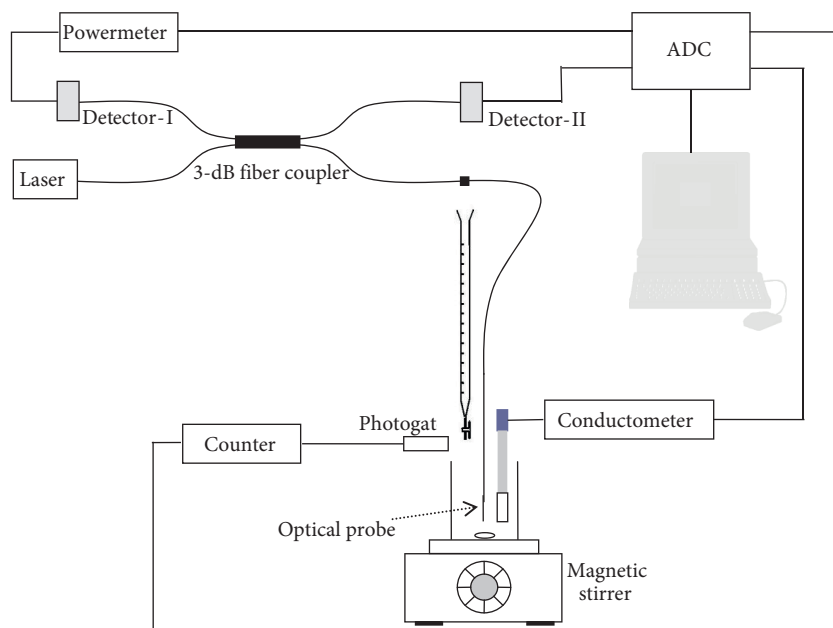 Powermeter
ADC
Detector-I
Detector-II
3-dB fiber coupler
Laser
Photogat
Counter
Conductometer
Optical probe
Magnetic
stirrer